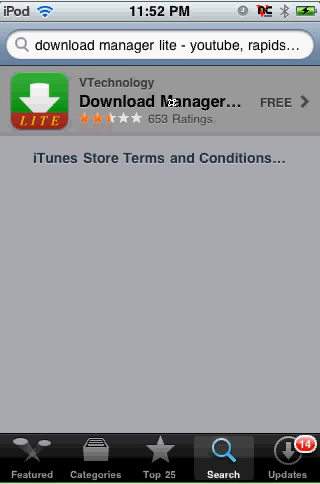 iPod 11:52 PM
download manager lite - youtube, rapids...
VTechnology
Download Manager... FREE
LITE 653 Ratings
iTunes Store Terms and Conditions...
14
Featured Categories Top 25 Search Updates